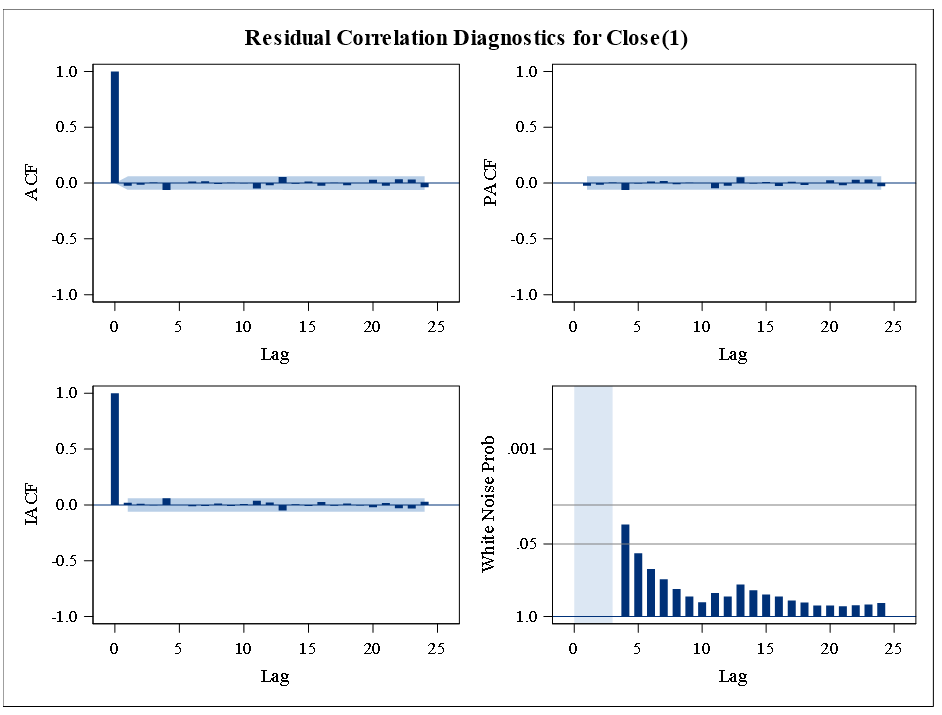 Residual Correlation Diagnostics for Close(1)
1.0
0.5
0.0
-0.5
-1.0
ACF
0 5 10 15 20 25
Lag
1.0
0.5
0.0
-0.5
-1.0
PACF
0 5 10 15 20 25
Lag
1.0
0.5
0.0
-0.5
-1.0
IACF
0 5 10 15 20 25
Lag
.001
.05
1.0
White Noise Prob
0 5 10 15 20 25
Lag